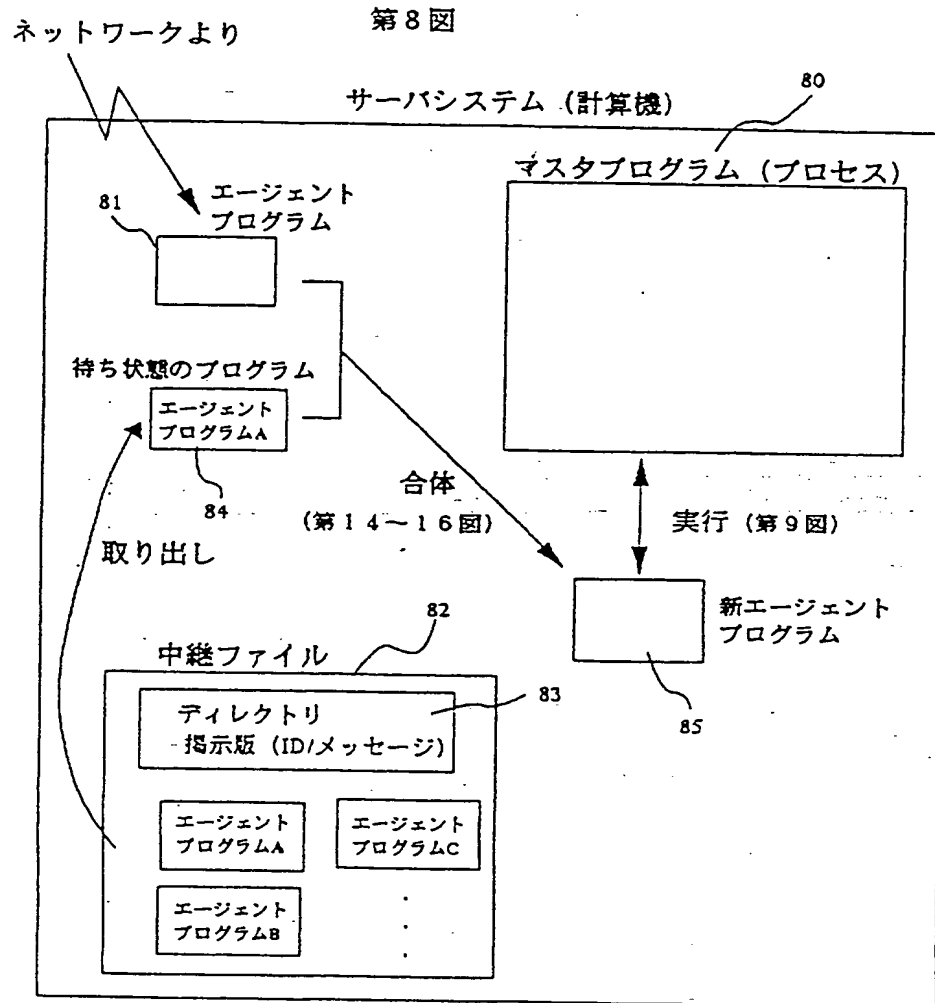 第8図
ネットワークより
サーバシステム (計算機)
80
マスタプログラム (プロセス)
81
エージェント
プログラム
待ち状態のプログラム
エージェント
プログラムA
84
合体
(第14～16図)
実行 (第9図)
取り出し
新エージェント
プログラム
85
82
中継ファイル
83
ディレクトリ
掲示版 (ID/メッセージ)
エージェント
プログラムA
エージェント
プログラムC
エージェント
プログラムB